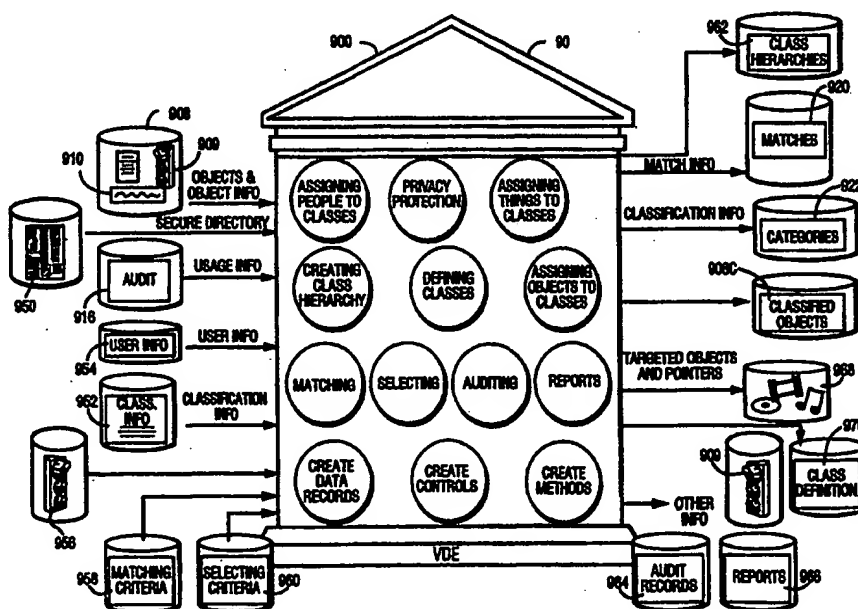 900
90
962
CLASS
HIERARCHIES
908
909
910
OBJECTS &
OBJECT INFO
920
MATCHES
MATCH INFO
ASSIGNING
PEOPLE TO
CLASSES
PRIVACY
PROTECTION
ASSIGNING
THINGS TO
CLASSES
SECURE DIRECTORY
950
CLASSIFICATION INFO
922
CATEGORIES
AUDIT
916
USAGE INFO
CREATING
CLASS
HIERARCHY
DEFINING
CLASSES
ASSIGNING
OBJECTS TO
CLASSES
906C
CLASSIFIED
OBJECTS
USER INFO
954
USER INFO
TARGETED OBJECTS
AND POINTERS
968
952
CLASS.
INFO
CLASSIFICATION
INFO
MATCHING
SELECTING
AUDITING
REPORTS
956
CREATE
DATA
RECORDS
CREATE
CONTROLS
CREATE
METHODS
909
CLASS
DEFINITION
OTHER
INFO
958
MATCHING
CRITERIA
SELECTING
CRITERIA
960
VDE
964
AUDIT
RECORDS
REPORTS
966